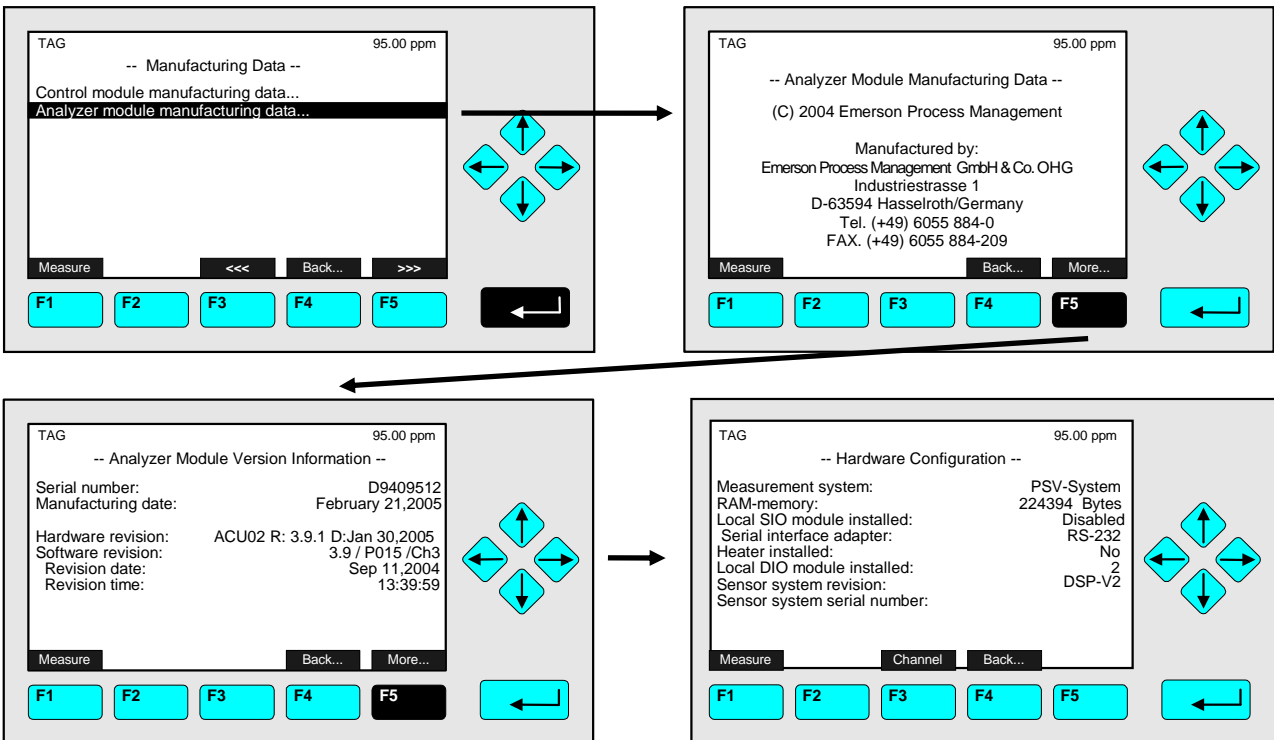 TAG 95.00 ppm
-- Manufacturing Data --
Control module manufacturing data...
Analyzer module manufacturing data...
Measure <<< Back... >>>
F1 F2 F3 F4 F5
TAG 95.00 ppm
-- Analyzer Module Manufacturing Data --
(C) 2004 Emerson Process Management
Manufactured by:
Emerson Process Management GmbH & Co. OHG
Industriestrasse 1
D-63594 Hasselroth/Germany
Tel. (+49) 6055 884-0
FAX. (+49) 6055 884-209
Measure Back... More...
F1 F2 F3 F4 F5
TAG 95.00 ppm
-- Analyzer Module Version Information --
Serial number: D9409512
Manufacturing date: February 21,2005
Hardware revision: ACU02 R: 3.9.1 D:Jan 30,2005
Software revision: 3.9 / P015 /Ch3
Revision date: Sep 11,2004
Revision time: 13:39:59
Measure Back... More...
F1 F2 F3 F4 F5
TAG 95.00 ppm
-- Hardware Configuration --
Measurement system: PSV-System
RAM-memory: 224394 Bytes
Local SIO module installed: Disabled
Serial interface adapter: RS-232
Heater installed: No
Local DIO module installed: 2
Sensor system revision: DSP-V2
Sensor system serial number:
Measure Channel Back...
F1 F2 F3 F4 F5